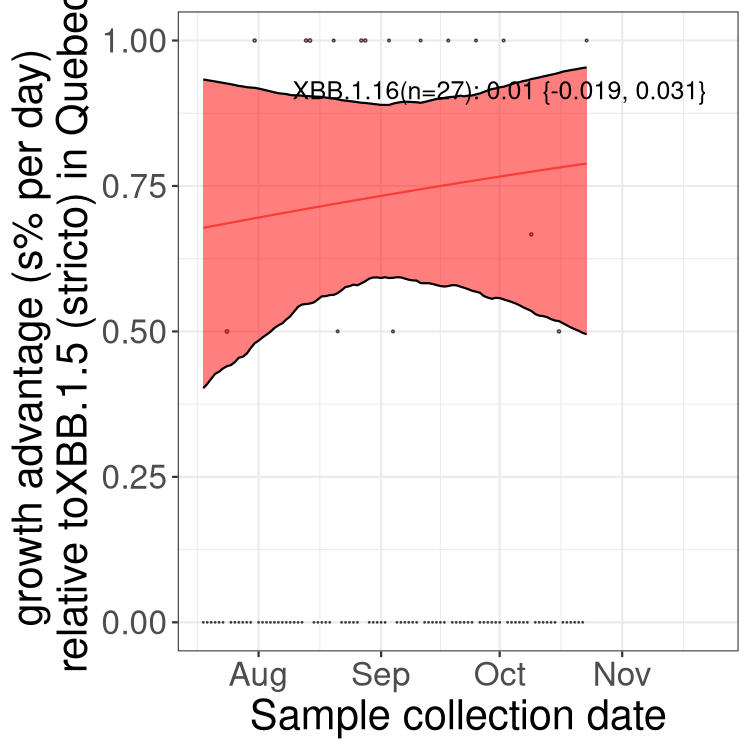 growth advantage (s% per day)
relative toXBB.1.5 (stricto) in Quebec
1.00
XBB.1.16(n=27): 0.01 {-0.019, 0.031}
0.75
0.50
0.25
0.00
Aug Sep Oct Nov
Sample collection date